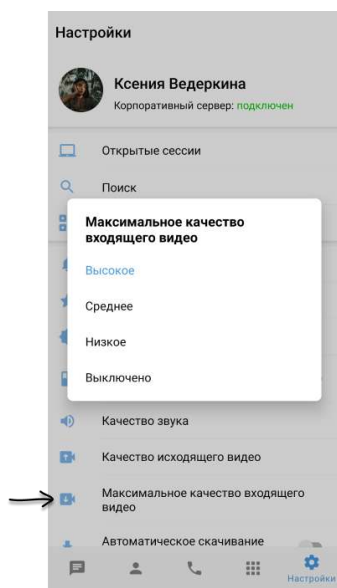 Настройки
Ксения Ведеркина
Корпоративный сервер: подключен
Открытые сессии
Поиск
Максимальное качество
входящего видео
Высокое
Среднее
Низкое
Выключено
Качество звука
Качество исходящего видео
Максимальное качество входящего
видео
Автоматическое скачивание
Настройки